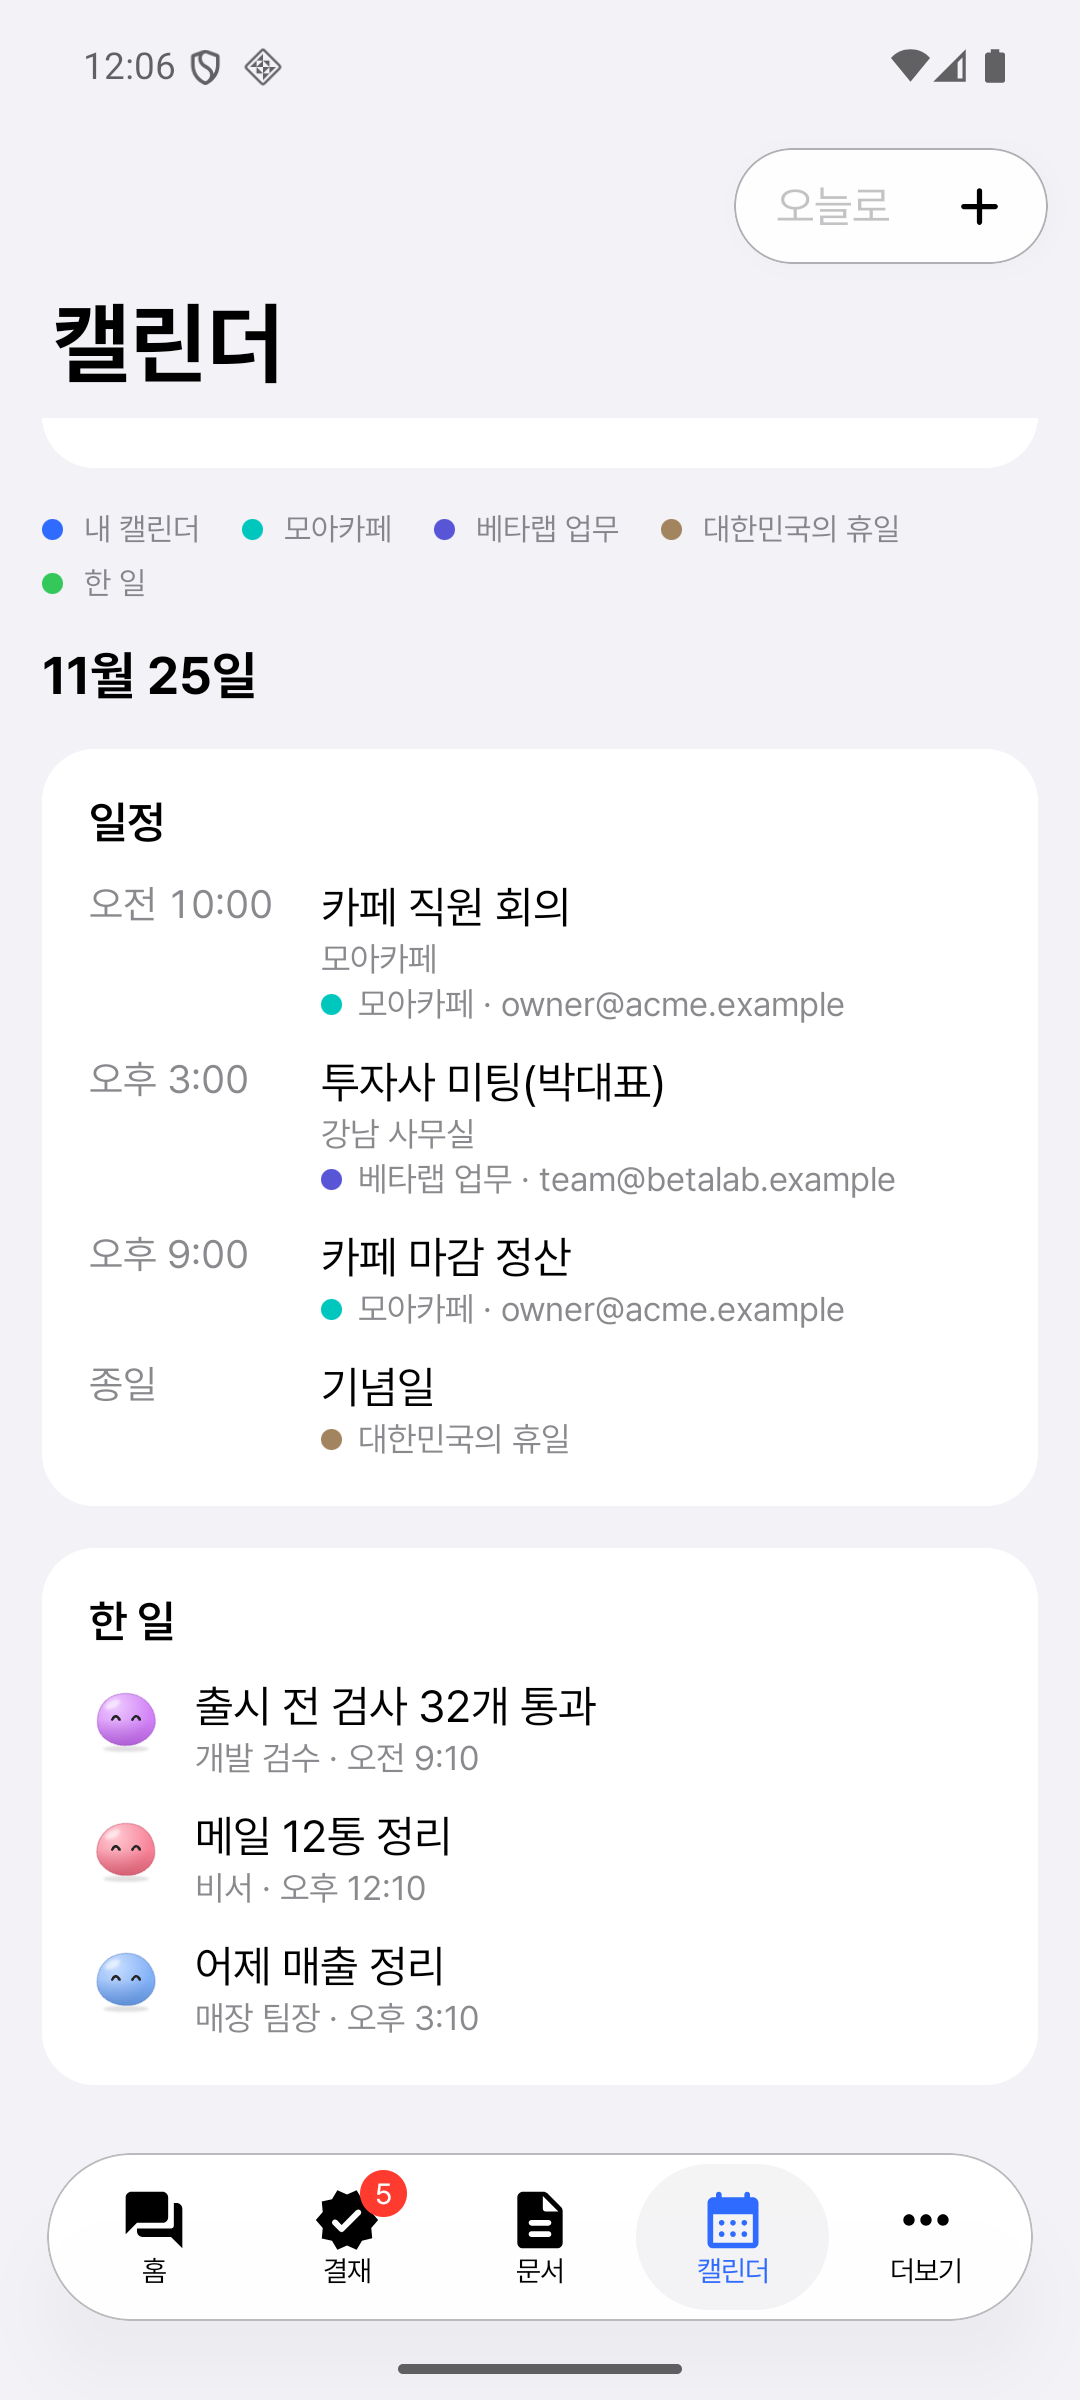 12:06
오늘로
캘린더
내 캘린더 모아카페 베타랩 업무 대한민국의 휴일
한 일
11월 25일
일정
오전 10:00 카페 직원 회의
모아카페
모아카페 · owner@acme.example
오후 3:00 투자사 미팅(박대표)
강남 사무실
베타랩 업무 · team@betalab.example
오후 9:00 카페 마감 정산
모아카페 · owner@acme.example
종일 기념일
대한민국의 휴일
한 일
출시 전 검사 32개 통과
개발 검수 · 오전 9:10
메일 12통 정리
비서 · 오후 12:10
어제 매출 정리
매장 팀장 · 오후 3:10
5
홈 결재 문서 캘린더 더보기